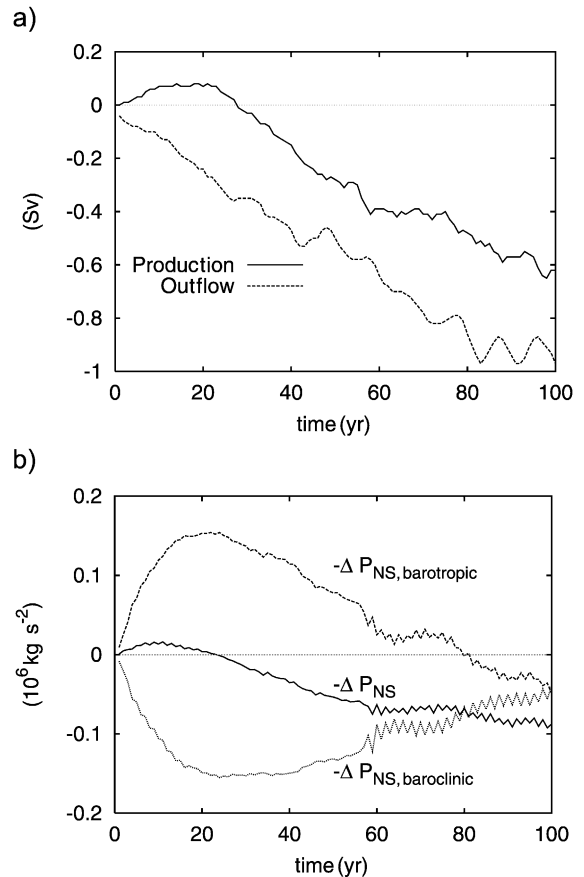 a)
0.2
0
-0.2
-0.4
-0.6
-0.8
-1
(Sv)
Production
Outflow
0 20 40 60 80 100
time (yr)
b)
0.2
0.1
0
-0.1
-0.2
(10⁶ kg s⁻²)
-Δ P_NS, barotropic
-Δ P_NS
-Δ P_NS, baroclinic
0 20 40 60 80 100
time (yr)